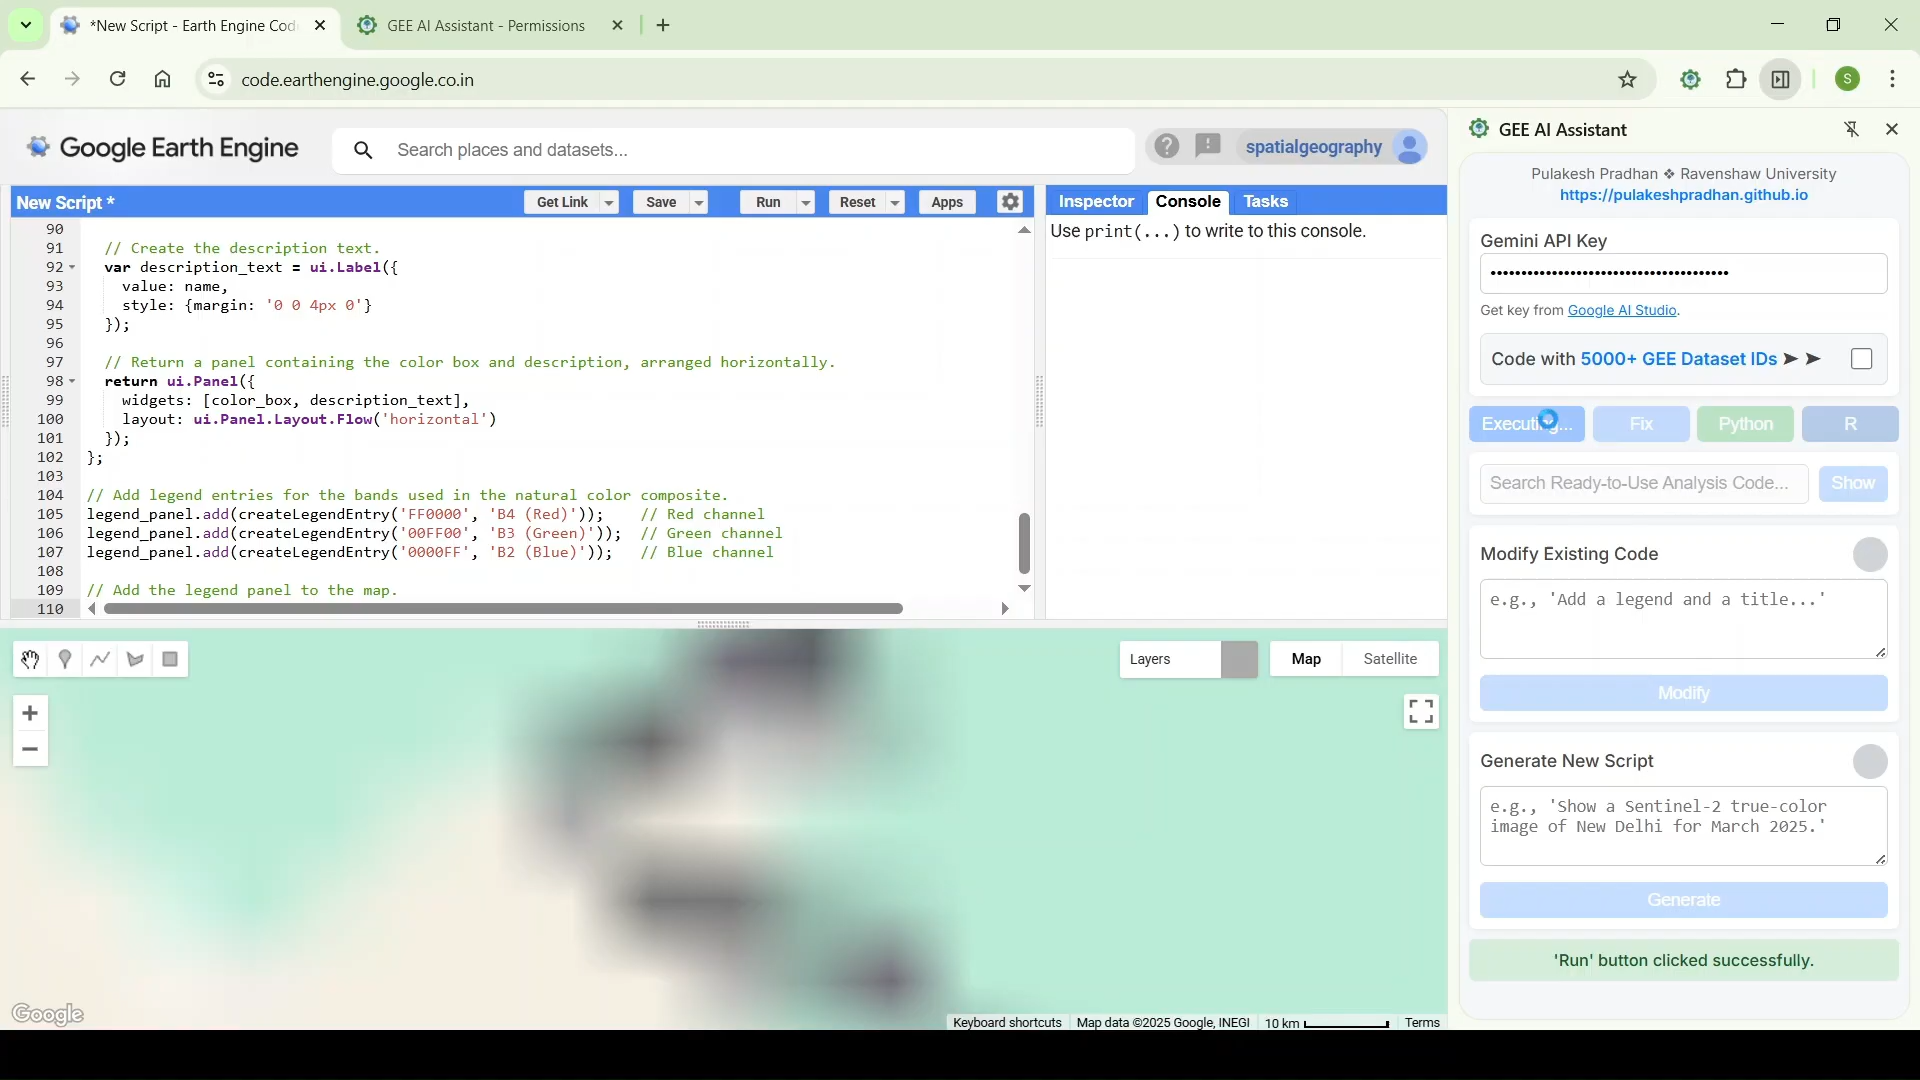 *New Script - Earth Engine Cod
GEE AI Assistant - Permissions
code.earthengine.google.co.in
S
Google Earth Engine
Search places and datasets...
spatialgeography
New Script *
Get Link
Save
Run
Reset
Apps
Inspector
Console
Tasks
Use print(...) to write to this console.
90
91 // Create the description text.
92 var description_text = ui.Label({
93 value: name,
94 style: {margin: '0 0 4px 0'}
95 });
96
97 // Return a panel containing the color box and description, arranged horizontally.
98 return ui.Panel({
99 widgets: [color_box, description_text],
100 layout: ui.Panel.Layout.Flow('horizontal')
101 });
102 };
103
104 // Add legend entries for the bands used in the natural color composite.
105 legend_panel.add(createLegendEntry('FF0000', 'B4 (Red)')); // Red channel
106 legend_panel.add(createLegendEntry('00FF00', 'B3 (Green)')); // Green channel
107 legend_panel.add(createLegendEntry('0000FF', 'B2 (Blue)')); // Blue channel
108
109 // Add the legend panel to the map.
110
Layers
Map
Satellite
Google
Keyboard shortcuts
Map data ©2025 Google, INEGI
10 km
Terms
GEE AI Assistant
Pulakesh Pradhan ❖ Ravenshaw University
https://pulakeshpradhan.github.io
Gemini API Key
•••••••••••••••••••••••••••••••••••••••
Get key from Google AI Studio.
Code with 5000+ GEE Dataset IDs ➤ ➤
Executing...
Fix
Python
R
Search Ready-to-Use Analysis Code...
Show
Modify Existing Code
e.g., 'Add a legend and a title...'
Modify
Generate New Script
e.g., 'Show a Sentinel-2 true-color
image of New Delhi for March 2025.'
Generate
'Run' button clicked successfully.